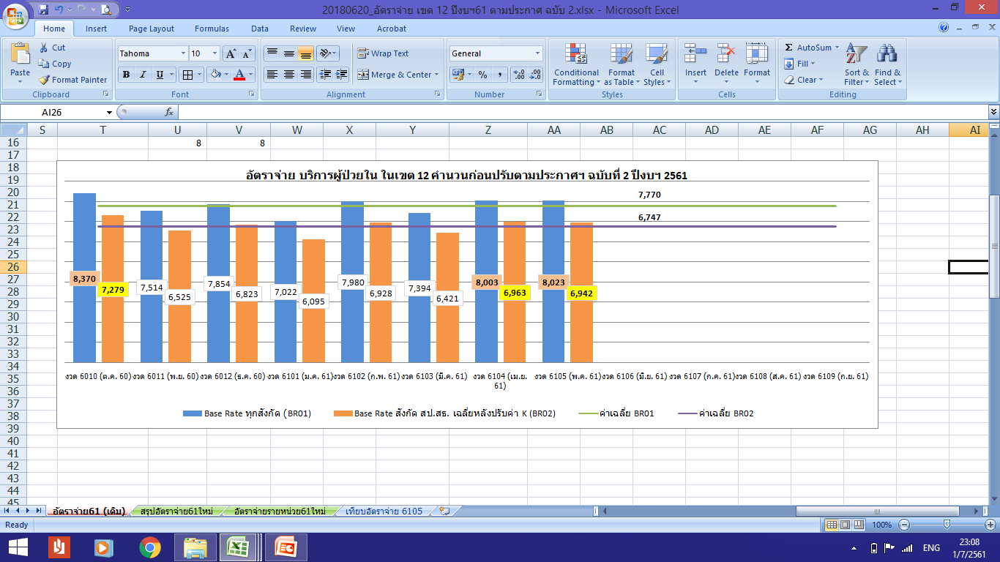 20180620_อัตราจ่าย เขต 12 ปีงบฯ61 ตามประกาศ ฉบับ 2.xlsx - Microsoft Excel
Home Insert Page Layout Formulas Data Review View Acrobat
Paste Cut Copy Format Painter Clipboard
Tahoma 10 A A B I U A Font
Wrap Text Merge & Center Alignment
General % , .00 .00 Number
Conditional Formatting Format as Table Cell Styles Styles
Insert Delete Format Cells
Σ AutoSum Fill Clear Sort & Filter Find & Select Editing
AI26 fx
S T U V W X Y Z AA AB AC AD AE AF AG AH AI
16 8 8
17
18
19
20
21
22
23
24
25
26
27
28
29
30
31
32
33
34
35
36
37
38
39
40
41
42
43
44
45
อัตราจ่าย บริการผู้ป่วยใน ในเขต 12 คำนวนก่อนปรับตามประกาศฯ ฉบับที่ 2 ปีงบฯ 2561
7,770
6,747
8,370 7,279 7,514 6,525 7,854 6,823 7,022 6,095 7,980 6,928 7,394 6,421 8,003 6,963 8,023 6,942
งวด 6010 (ต.ค. 60) งวด 6011 (พ.ย. 60) งวด 6012 (ธ.ค. 60) งวด 6101 (ม.ค. 61) งวด 6102 (ก.พ. 61) งวด 6103 (มี.ค. 61) งวด 6104 (เม.ย. 61) งวด 6105 (พ.ค. 61) งวด 6106 (มิ.ย. 61) งวด 6107 (ก.ค. 61) งวด 6108 (ส.ค. 61) งวด 6109 (ก.ย. 61)
Base Rate ทุกสังกัด (BR01) Base Rate สังกัด สป.สธ. เฉลี่ยหลังปรับค่า K (BR02) ค่าเฉลี่ย BR01 ค่าเฉลี่ย BR02
อัตราจ่าย61 (เดิม) สรุปอัตราจ่าย61ใหม่ อัตราจ่ายรายหน่วย61ใหม่ เทียบอัตราจ่าย 6105
Ready 100%
ENG 23:08
1/7/2561